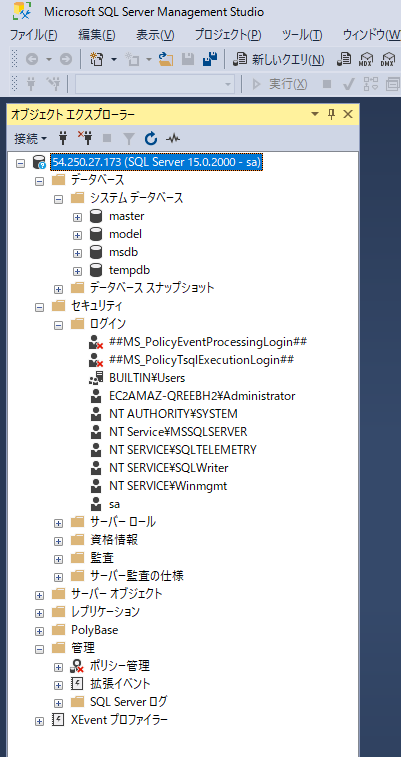 Microsoft SQL Server Management Studio
ファイル(F) 編集(E) 表示(V) プロジェクト(P) ツール(T) ウィンドウ(W
新しいクエリ(N) MDX DMX
実行(X)
オブジェクト エクスプローラー
接続
54.250.27.173 (SQL Server 15.0.2000 - sa)
データベース
システム データベース
master
model
msdb
tempdb
データベース スナップショット
セキュリティ
ログイン
##MS_PolicyEventProcessingLogin##
##MS_PolicyTsqlExecutionLogin##
BUILTIN¥Users
EC2AMAZ-QREEBH2¥Administrator
NT AUTHORITY¥SYSTEM
NT Service¥MSSQLSERVER
NT SERVICE¥SQLTELEMETRY
NT SERVICE¥SQLWriter
NT SERVICE¥Winmgmt
sa
サーバー ロール
資格情報
監査
サーバー監査の仕様
サーバー オブジェクト
レプリケーション
PolyBase
管理
ポリシー管理
拡張イベント
SQL Server ログ
XEvent プロファイラー